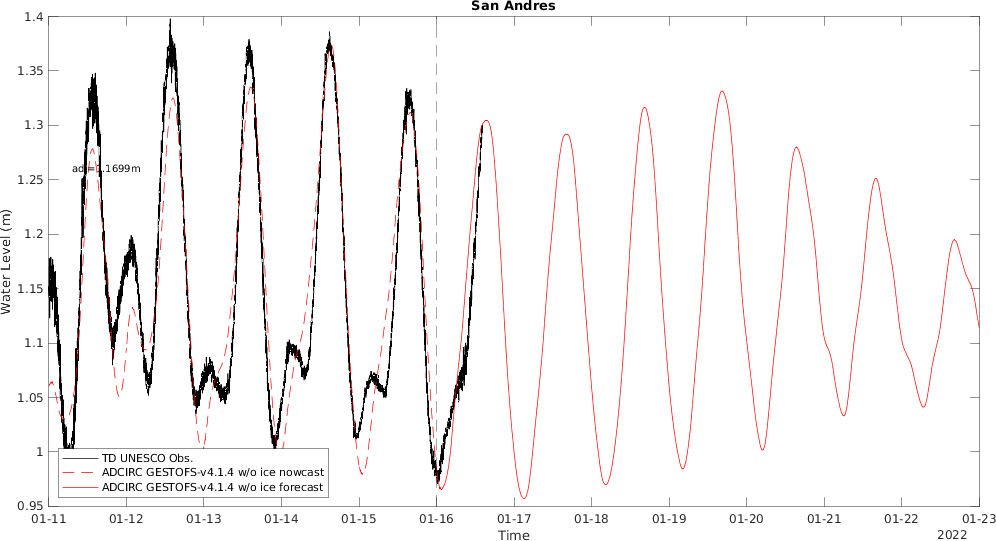 San Andres
1.4
1.35
1.3
1.25
1.2
1.15
1.1
1.05
1
0.95
Water Level (m)
TD UNESCO Obs.
ADCIRC GESTOFS-v4.1.4 w/o ice nowcast
ADCIRC GESTOFS-v4.1.4 w/o ice forecast
01-11 01-12 01-13 01-14 01-15 01-16 01-17 01-18 01-19 01-20 01-21 01-22 01-23
Time
2022